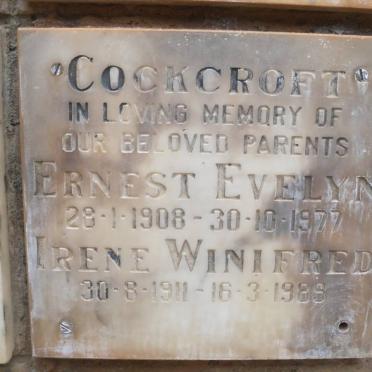 COCKCROFT
IN LOVING MEMORY OF
OUR BELOVED PARENTS
ERNEST EVELYN
28-1-1908 - 30-10-1977
IRENE WINIFRED
30-8-1911 - 16-3-1988